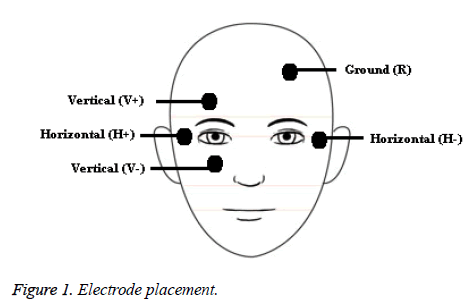 Ground (R)
Vertical (V+)
Horizontal (H+)
Horizontal (H-)
Vertical (V-)
Figure 1. Electrode placement.